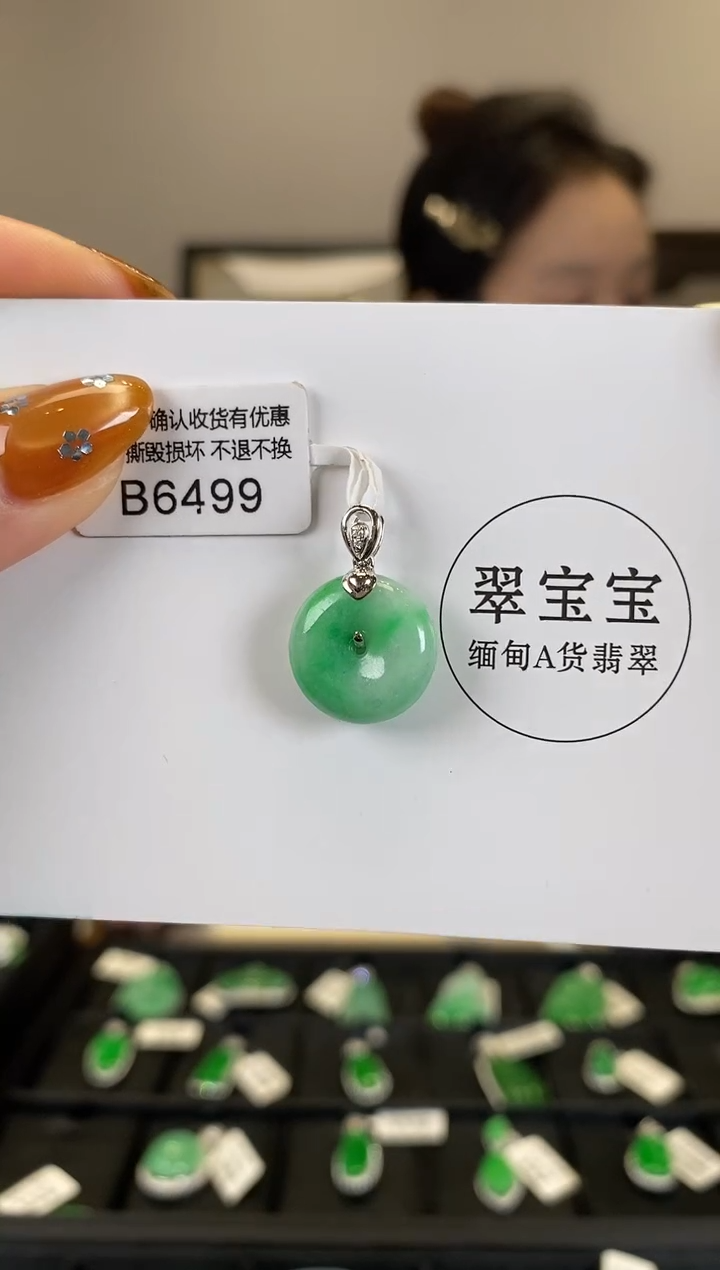 确认收货有优惠
撕毁损坏 不退不换
B6499
翠宝宝
缅甸A货翡翠